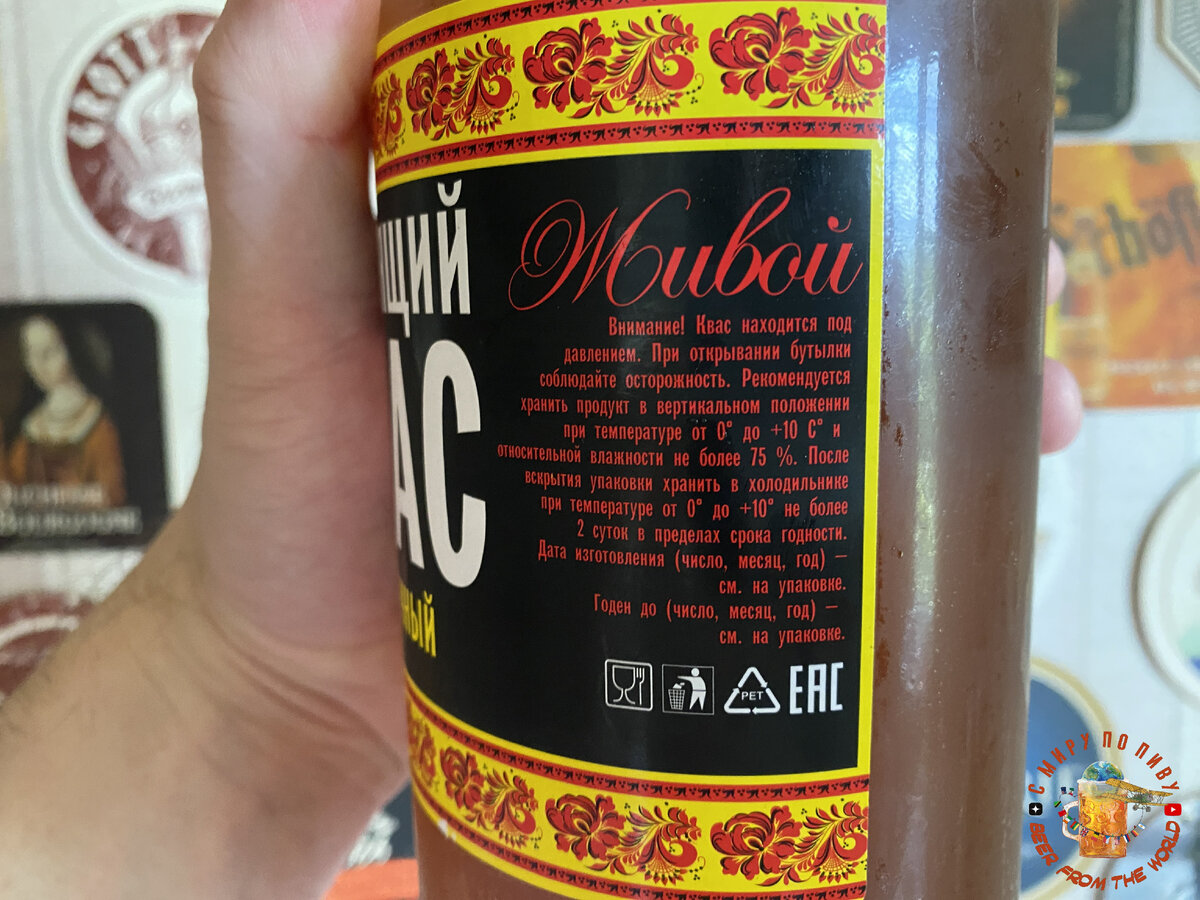 Живой
Внимание! Квас находится под
давлением. При открывании бутылки
соблюдайте осторожность. Рекомендуется
хранить продукт в вертикальном положении
при температуре от 0° до +10 С° и
относительной влажности не более 75 %. После
вскрытия упаковки хранить в холодильнике
при температуре от 0° до +10° не более
2 суток в пределах срока годности.
Дата изготовления (число, месяц, год) –
см. на упаковке.
Годен до (число, месяц, год) –
см. на упаковке.
PET
EAC
ЩИЙ
АС
ный
С МИРУ ПО ПИВУ
BEER FROM THE WORLD